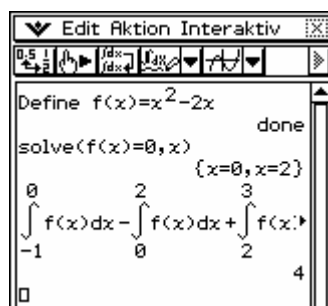 Edit Aktion Interaktiv
Define f(x)=x²-2x
done
solve(f(x)=0,x)
{x=0,x=2}
0 2 3
∫f(x)dx-∫f(x)dx+∫f(x
-1 0 2
4